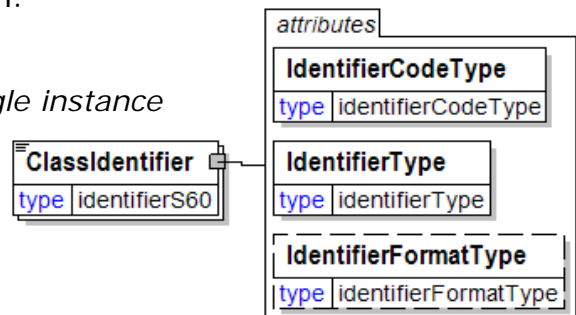 attributes
IdentifierCodeType
type identifierCodeType
gle instance
ClassIdentifier
type identifierS60
IdentifierType
type identifierType
IdentifierFormatType
type identifierFormatType